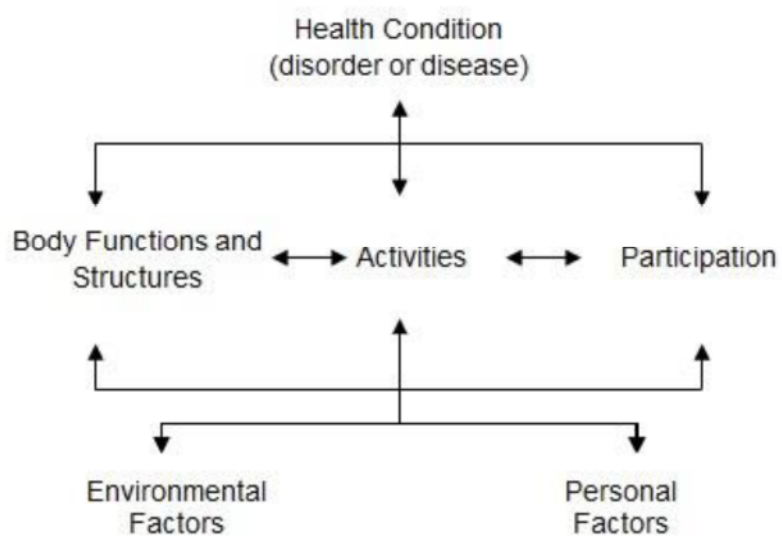 Health Condition
(disorder or disease)
Body Functions and
Structures
Activities
Participation
Environmental
Factors
Personal
Factors